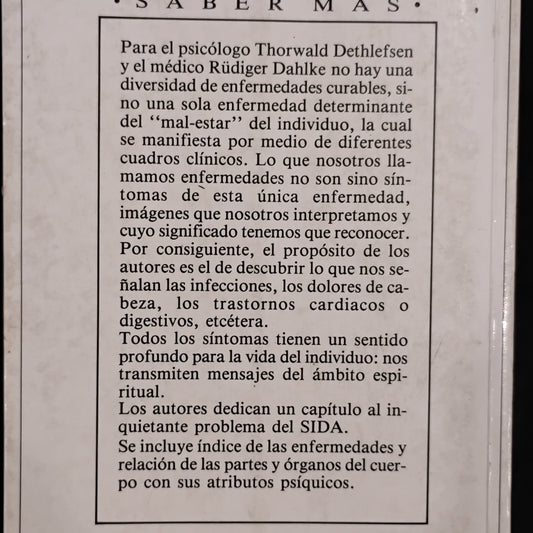 · SABER MÁS ·
Para el psicólogo Thorwald Dethlefsen
y el médico Rüdiger Dahlke no hay una
diversidad de enfermedades curables, si-
no una sola enfermedad determinante
del "mal-estar" del individuo, la cual
se manifiesta por medio de diferentes
cuadros clínicos. Lo que nosotros lla-
mamos enfermedades no son sino sín-
tomas de esta única enfermedad,
imágenes que nosotros interpretamos y
cuyo significado tenemos que reconocer.
Por consiguiente, el propósito de los
autores es el de descubrir lo que nos se-
ñalan las infecciones, los dolores de ca-
beza, los trastornos cardiacos o
digestivos, etcétera.
Todos los síntomas tienen un sentido
profundo para la vida del individuo: nos
transmiten mensajes del ámbito espi-
ritual.
Los autores dedican un capítulo al in-
quietante problema del SIDA.
Se incluye índice de las enfermedades y
relación de las partes y órganos del cuer-
po con sus atributos psíquicos.